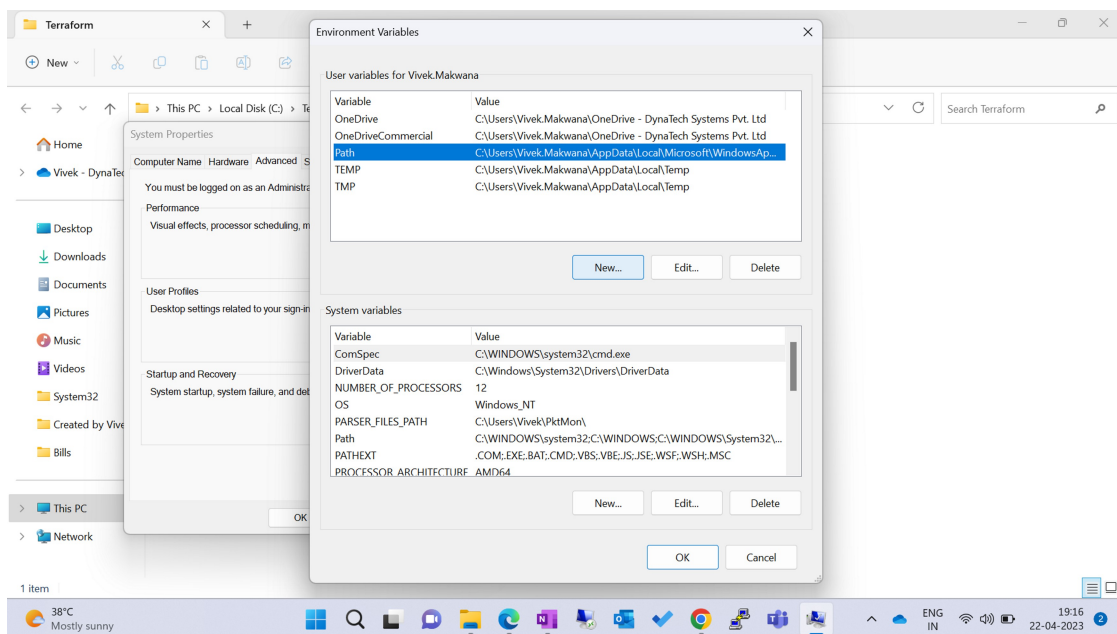 Terraform
New
This PC > Local Disk (C:) > Te
Search Terraform
Home
Vivek - DynaTec
Desktop
Downloads
Documents
Pictures
Music
Videos
System32
Created by Vive
Bills
This PC
Network
1 item
System Properties
Computer Name Hardware Advanced S
You must be logged on as an Administra
Performance
Visual effects, processor scheduling, m
User Profiles
Desktop settings related to your sign-in
Startup and Recovery
System startup, system failure, and deb
OK
Environment Variables
User variables for Vivek.Makwana
Variable Value
OneDrive C:\Users\Vivek.Makwana\OneDrive - DynaTech Systems Pvt. Ltd
OneDriveCommercial C:\Users\Vivek.Makwana\OneDrive - DynaTech Systems Pvt. Ltd
Path C:\Users\Vivek.Makwana\AppData\Local\Microsoft\WindowsAp...
TEMP C:\Users\Vivek.Makwana\AppData\Local\Temp
TMP C:\Users\Vivek.Makwana\AppData\Local\Temp
New... Edit... Delete
System variables
Variable Value
ComSpec C:\WINDOWS\system32\cmd.exe
DriverData C:\Windows\System32\Drivers\DriverData
NUMBER_OF_PROCESSORS 12
OS Windows_NT
PARSER_FILES_PATH C:\Users\Vivek\PktMon\
Path C:\WINDOWS\system32;C:\WINDOWS;C:\WINDOWS\System32\...
PATHEXT .COM;.EXE;.BAT;.CMD;.VBS;.VBE;.JS;.JSE;.WSF;.WSH;.MSC
PROCESSOR_ARCHITECTURE AMD64
New... Edit... Delete
OK Cancel
38°C
Mostly sunny
ENG
IN
19:16
22-04-2023
2